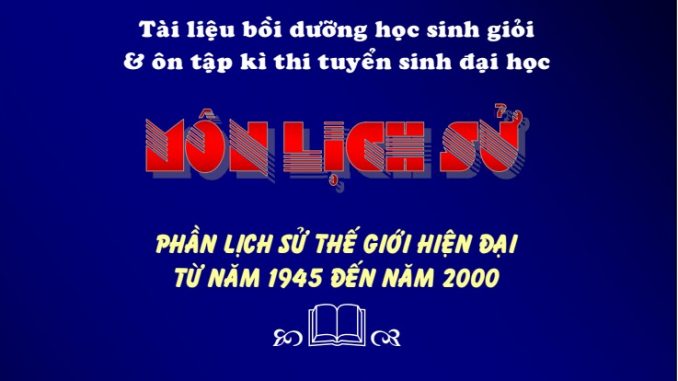 Tài liệu bồi dưỡng học sinh giỏi
& ôn tập kì thi tuyển sinh đại học
MÔN LỊCH SỬ
PHẦN LỊCH SỬ THẾ GIỚI HIỆN ĐẠI
TỪ NĂM 1945 ĐẾN NĂM 2000